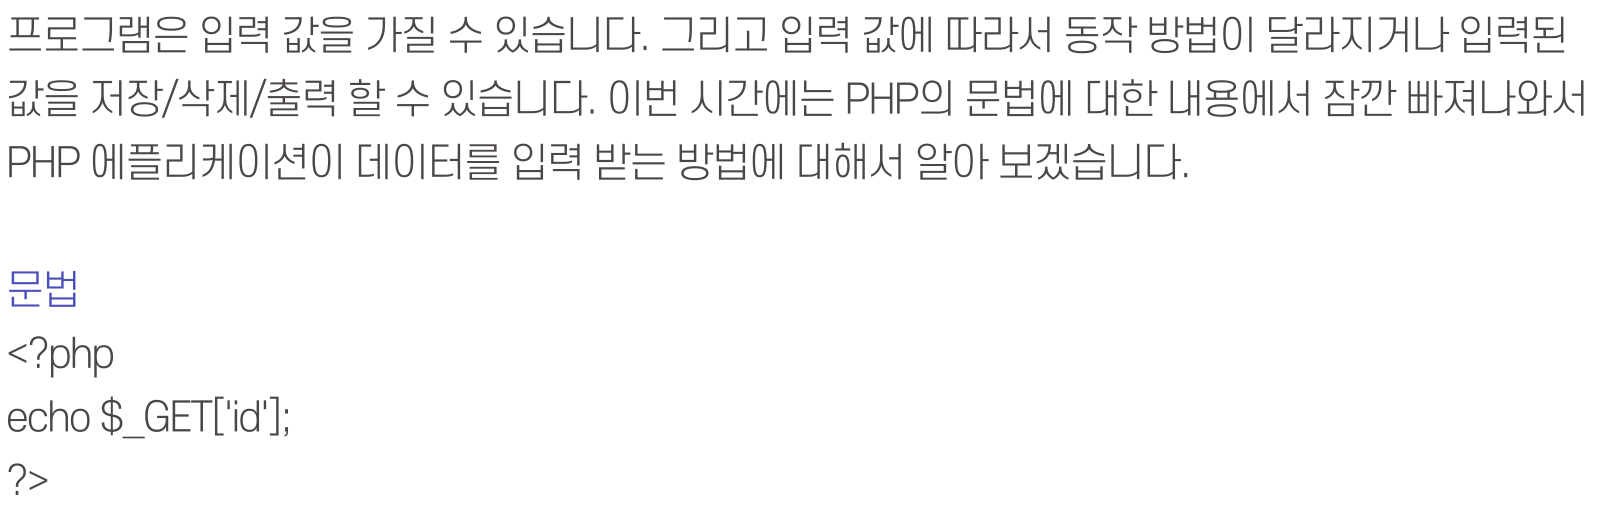 프로그램은 입력 값을 가질 수 있습니다. 그리고 입력 값에 따라서 동작 방법이 달라지거나 입력된
값을 저장/삭제/출력 할 수 있습니다. 이번 시간에는 PHP의 문법에 대한 내용에서 잠깐 빠져나와서
PHP 에플리케이션이 데이터를 입력 받는 방법에 대해서 알아 보겠습니다.
문법
<?php
echo $_GET['id'];
?>